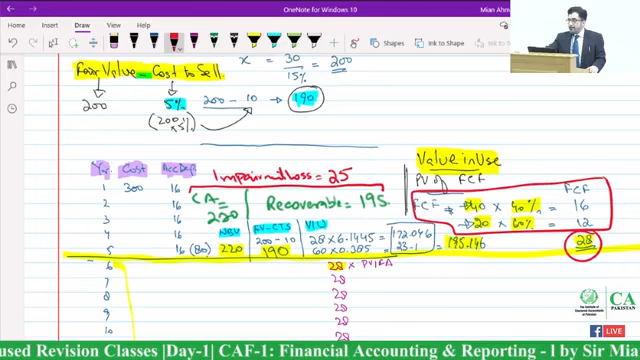 OneNote for Windows 10
Mian Ahm
Home Insert Draw View Help
Shapes Ink to Shape Ink to
Fair Value - Cost to Sell.
x = 30 / 15% = 200
200 5% 200 - 10 → 190
(200 x 5%)
Yr Cost Acc Dep Impairment Loss = 25 Value in Use
PV of FCF
1 300 16 FCF
2 16 CA = 220 Recoverable = 195. FCF → 40 × 40% = 16
3 16 → 20 × 60% = 12
4 16 NBV FV-CTS VIU 28
5 16 (80) 220 200-10 190 28 × 6.1445 172.046
60 × 0.385 23.1 = 195.146
6 28 × PVIFA
7 28
8 28
9 28
10 28
CA
PAKISTAN
used Revision Classes |Day-1| CAF-1: Financial Accounting & Reporting - I by Sir Mia
LIVE